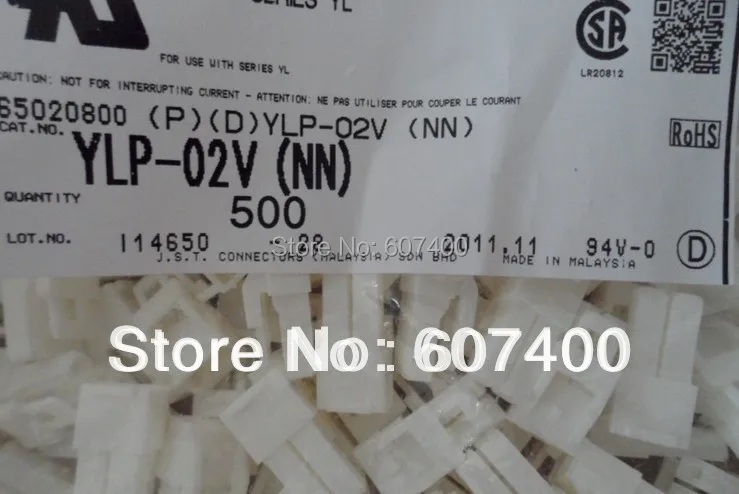 SERIES YL
FOR USE WITH SERIES YL
LR20812
CAUTION: NOT FOR INTERRUPTING CURRENT - ATTENTION: NE PAS UTILISER POUR COUPER LE COURANT
65020800 (P)(D)YLP-02V (NN)
CAT.NO.
YLP-02V (NN)
RoHS
QUANTITY
500
LOT.NO.
I14650
28
2011.11
94V-0
D
Store No.: 607400
J.S.T. CONNECTORS (MALAYSIA) SDN BHD
MADE IN MALAYSIA
Store No.: 607400